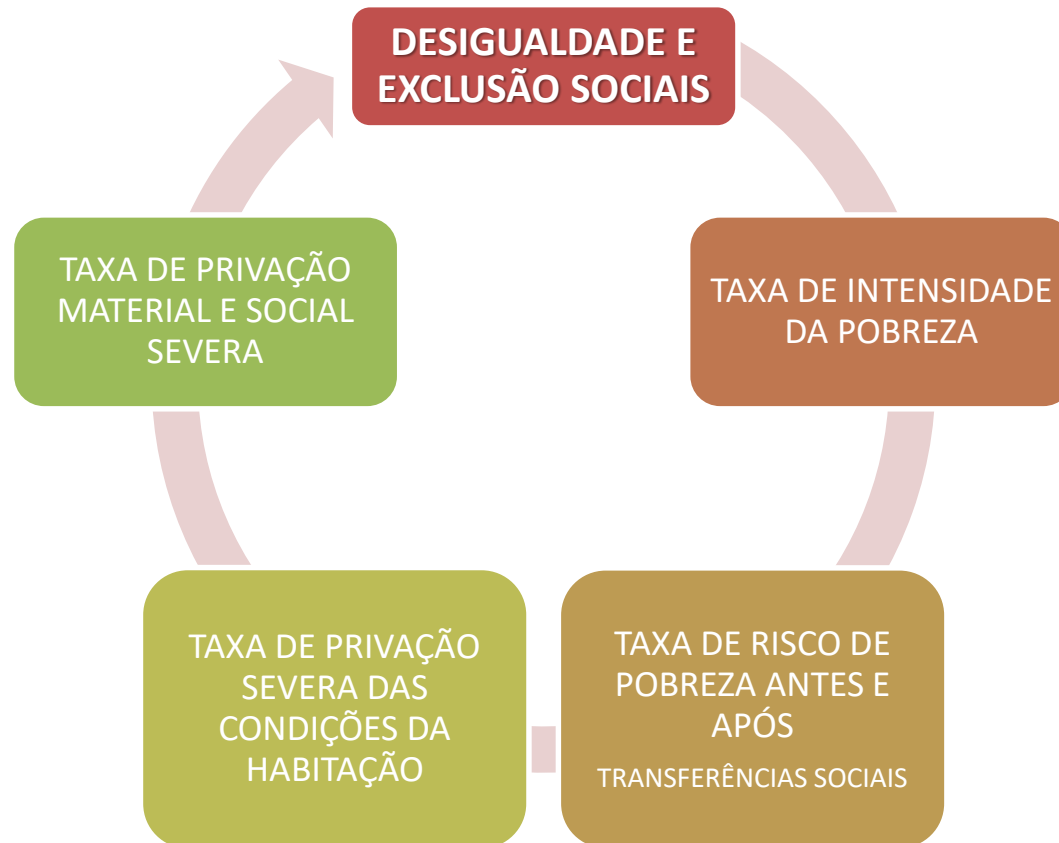 DESIGUALDADE E
EXCLUSÃO SOCIAIS
TAXA DE INTENSIDADE
DA POBREZA
TAXA DE RISCO DE
POBREZA ANTES E
APÓS
TRANSFERÊNCIAS SOCIAIS
TAXA DE PRIVAÇÃO
SEVERA DAS
CONDIÇÕES DA
HABITAÇÃO
TAXA DE PRIVAÇÃO
MATERIAL E SOCIAL
SEVERA